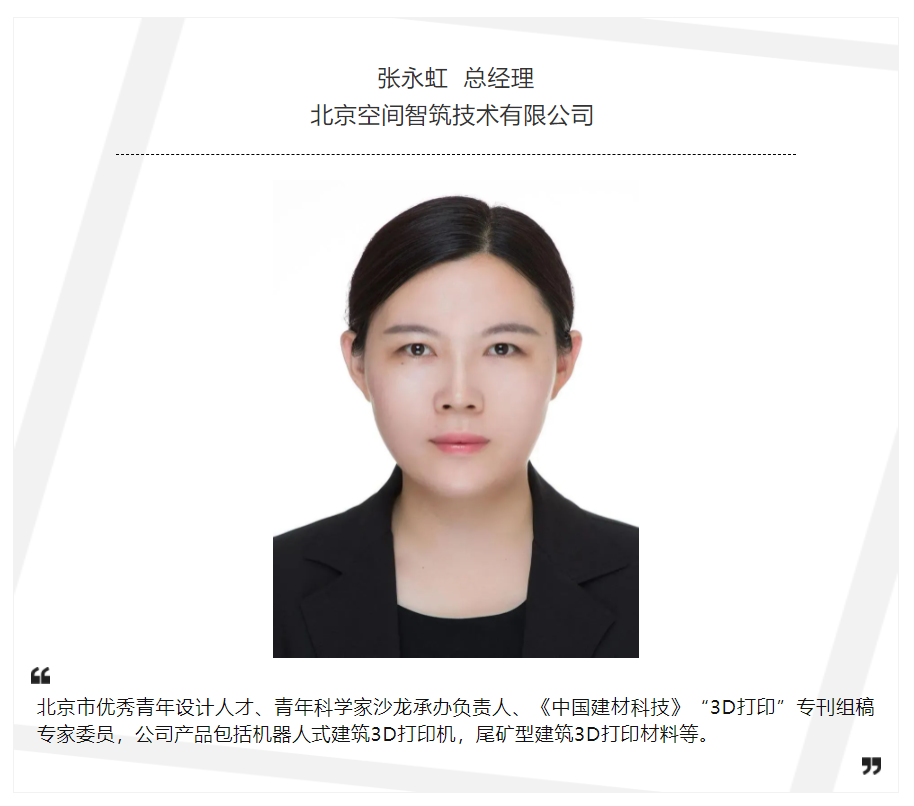 张永虹 总经理
北京空间智筑技术有限公司
“
北京市优秀青年设计人才、青年科学家沙龙承办负责人、《中国建材科技》“3D打印”专刊组稿
专家委员，公司产品包括机器人式建筑3D打印机，尾矿型建筑3D打印材料等。
”